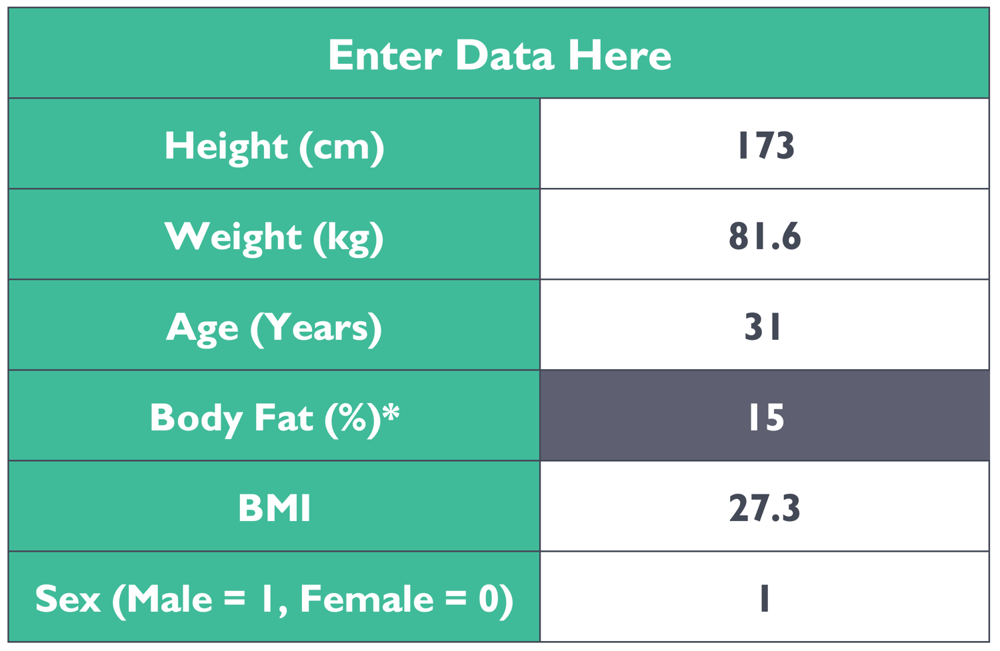 Enter Data Here
Height (cm) 173
Weight (kg) 81.6
Age (Years) 31
Body Fat (%)* 15
BMI 27.3
Sex (Male = 1, Female = 0) 1